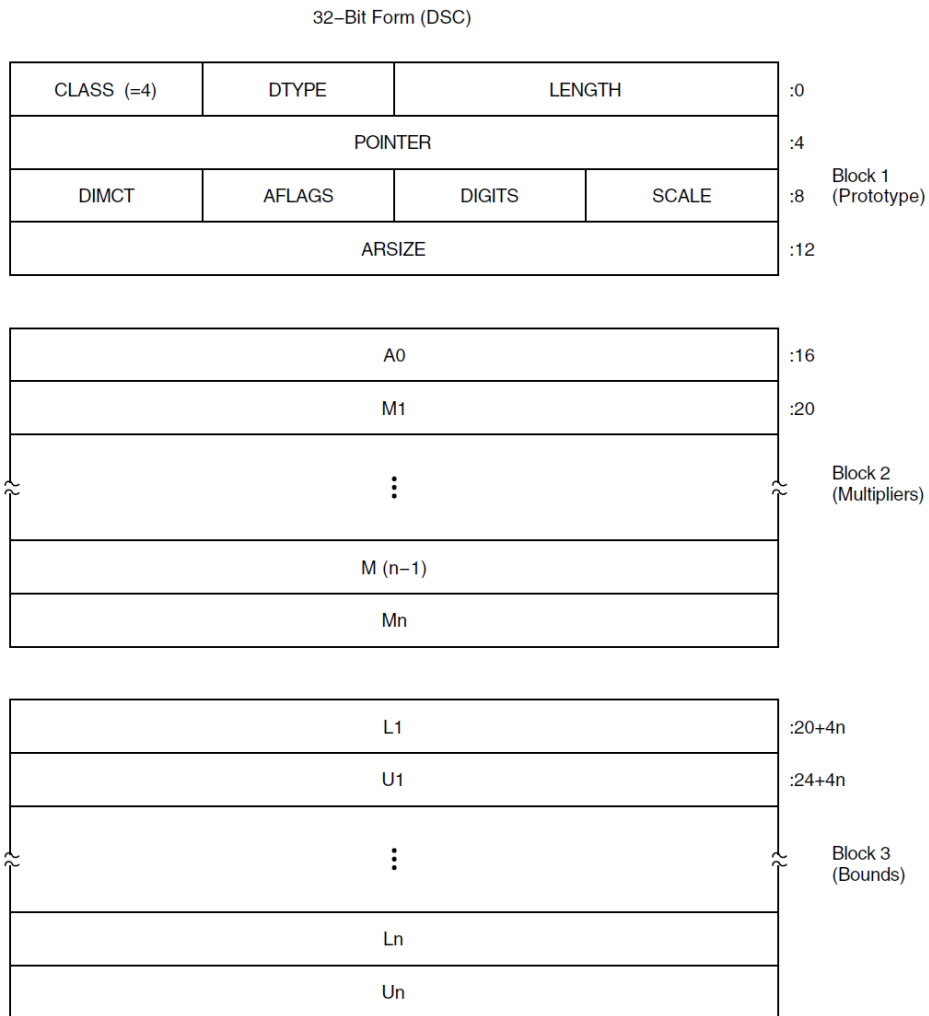 32−Bit Form (DSC)
CLASS (=4) DTYPE LENGTH :0
POINTER :4
Block 1
(Prototype)
DIMCT AFLAGS DIGITS SCALE :8
ARSIZE :12
A0 :16
M1 :20
Block 2
(Multipliers)
M (n−1)
Mn
L1 :20+4n
U1 :24+4n
Block 3
(Bounds)
Ln
Un